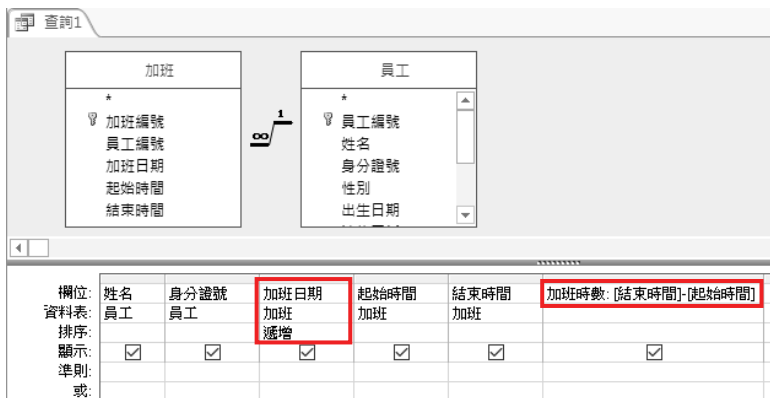 查詢1
加班
*
加班編號
員工編號
加班日期
起始時間
結束時間
∞ 1
員工
*
員工編號
姓名
身分證號
性別
出生日期
欄位: 姓名 身分證號 加班日期 起始時間 結束時間 加班時數: [結束時間]-[起始時間]
資料表: 員工 員工 加班 加班 加班
排序: 遞增
顯示:
準則:
或: